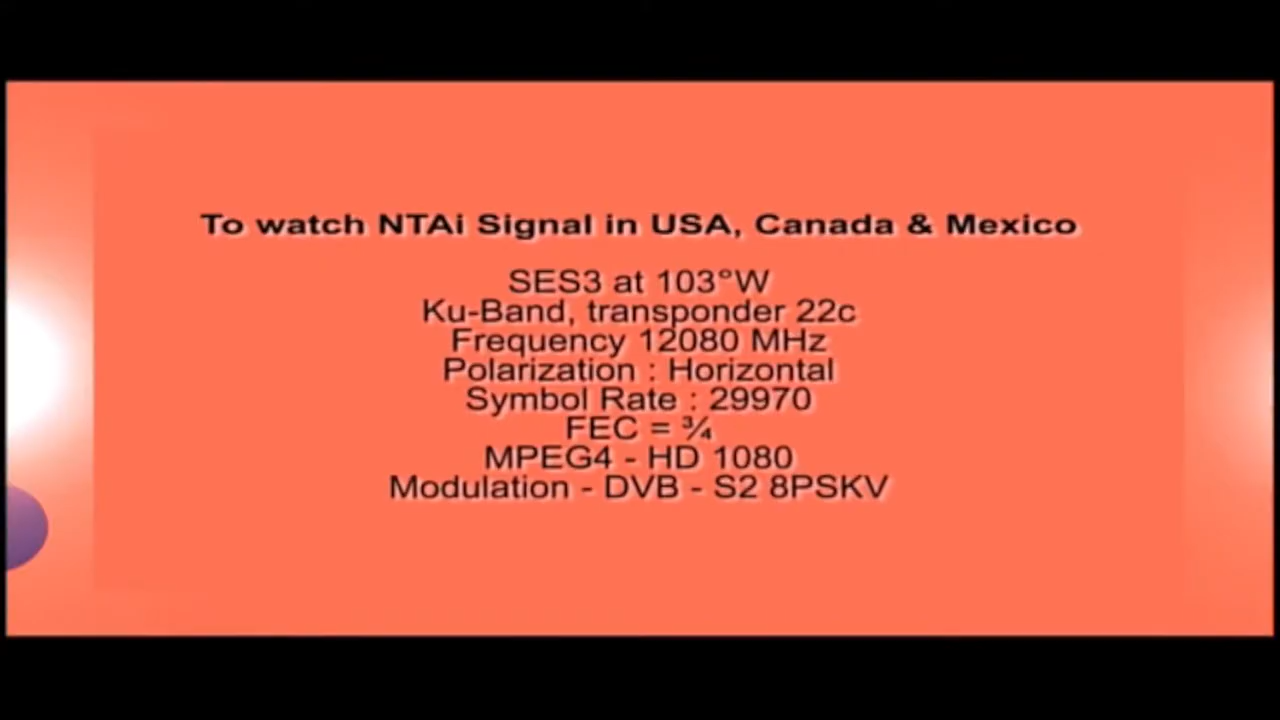 To watch NTAi Signal in USA, Canada & Mexico
SES3 at 103°W
Ku-Band, transponder 22c
Frequency 12080 MHz
Polarization : Horizontal
Symbol Rate : 29970
FEC = ¾
MPEG4 - HD 1080
Modulation - DVB - S2 8PSKV